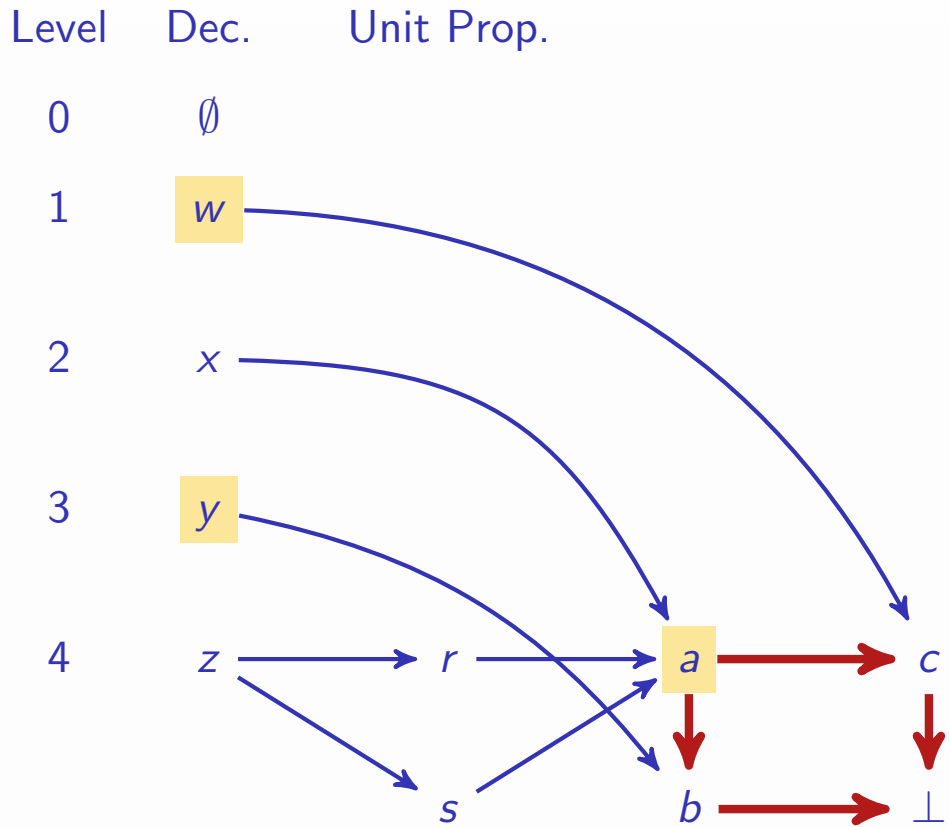 Level Dec. Unit Prop.
0 ∅
1 w
2 x
3 y
4 z r a c
s b ⊥